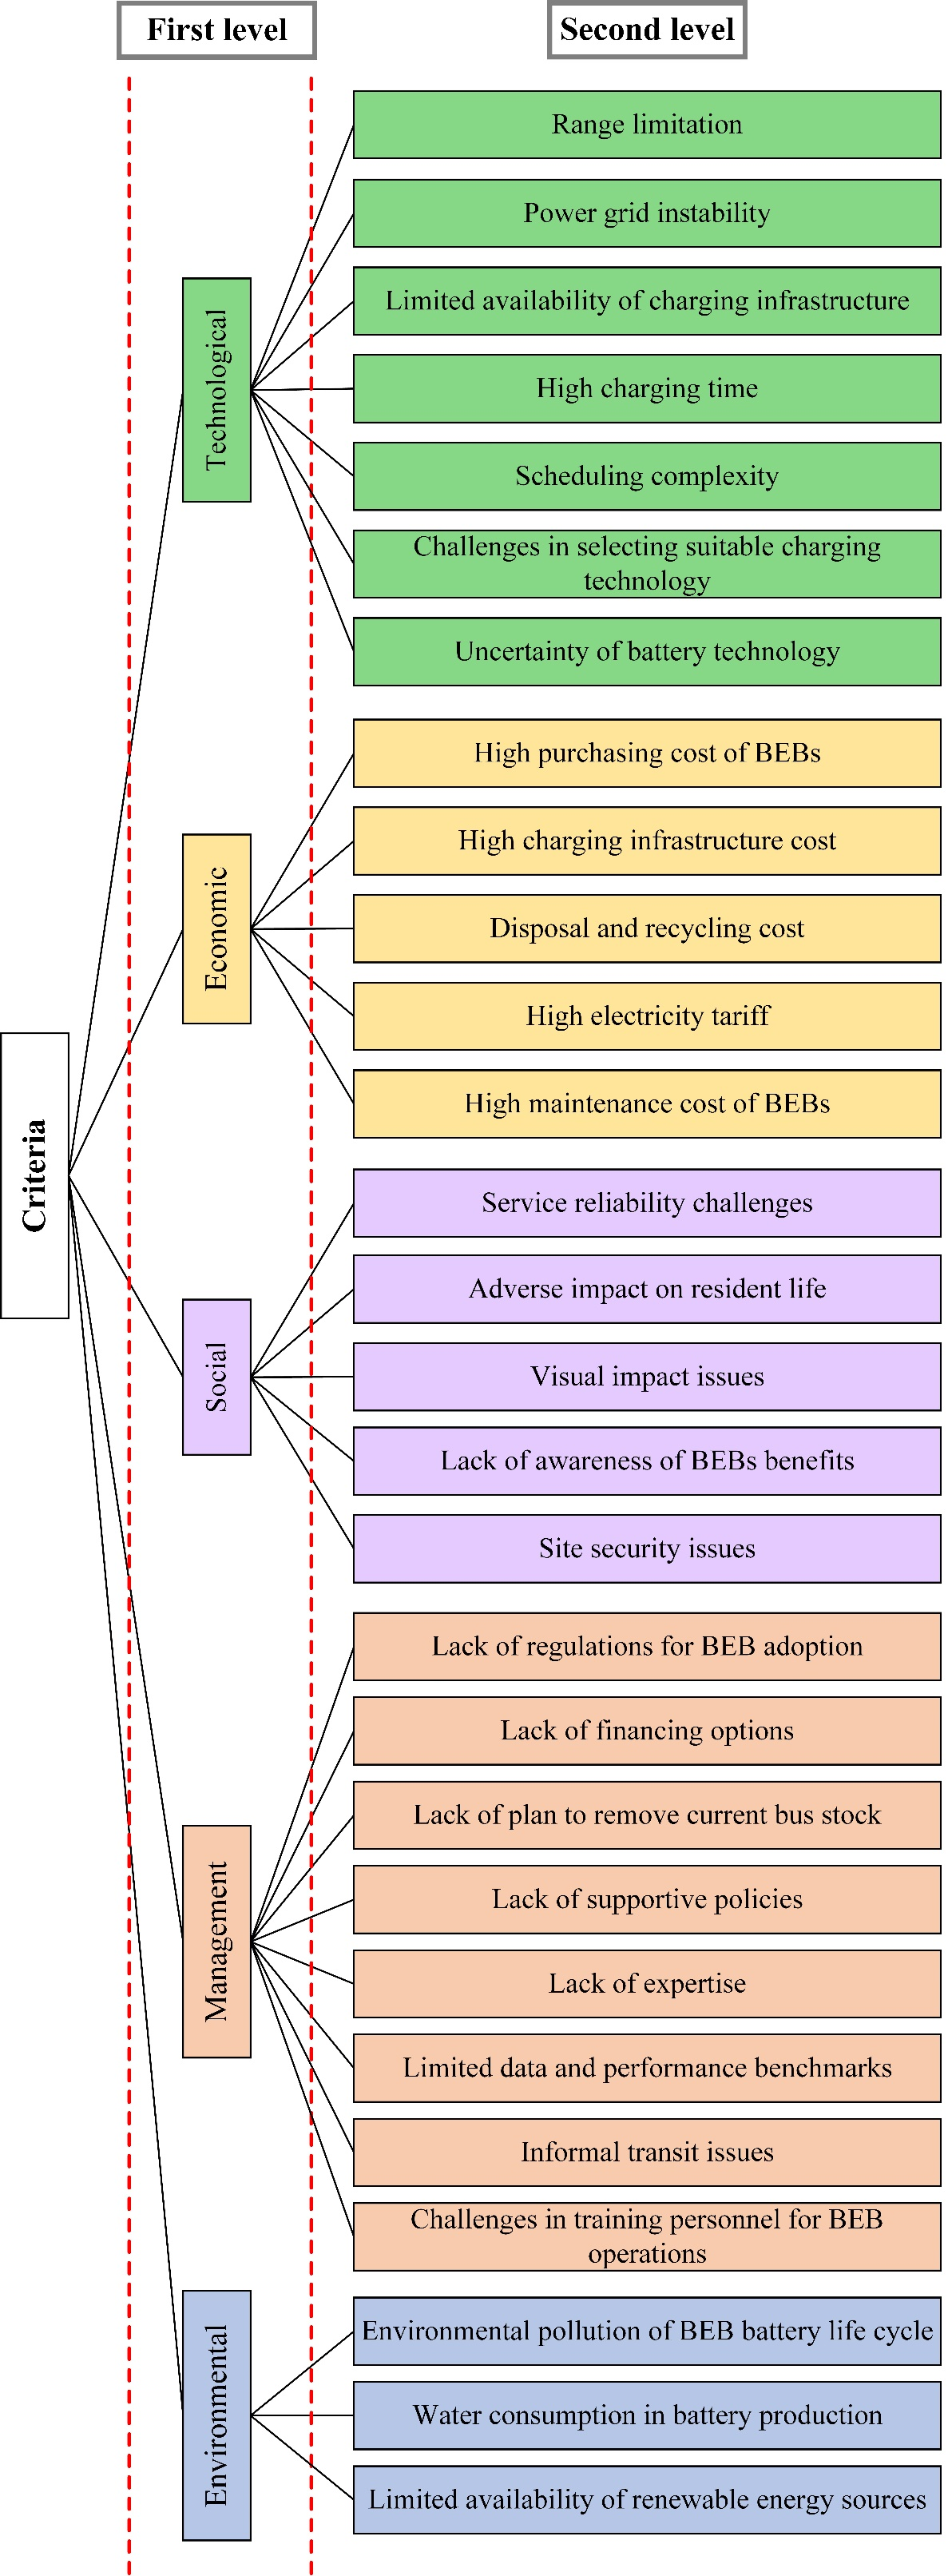 First level
Second level
Criteria
Technological
Range limitation
Power grid instability
Limited availability of charging infrastructure
High charging time
Scheduling complexity
Challenges in selecting suitable charging
technology
Uncertainty of battery technology
Economic
High purchasing cost of BEBs
High charging infrastructure cost
Disposal and recycling cost
High electricity tariff
High maintenance cost of BEBs
Social
Service reliability challenges
Adverse impact on resident life
Visual impact issues
Lack of awareness of BEBs benefits
Site security issues
Management
Lack of regulations for BEB adoption
Lack of financing options
Lack of plan to remove current bus stock
Lack of supportive policies
Lack of expertise
Limited data and performance benchmarks
Informal transit issues
Challenges in training personnel for BEB
operations
Environmental
Environmental pollution of BEB battery life cycle
Water consumption in battery production
Limited availability of renewable energy sources